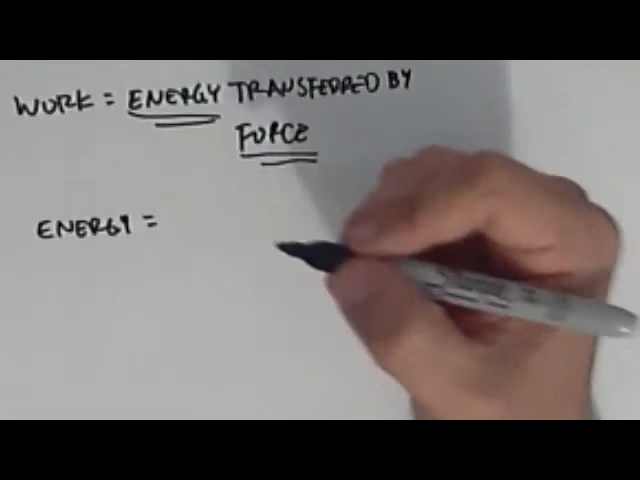 WORK = ENERGY TRANSFERRED BY
FORCE
ENERGY =